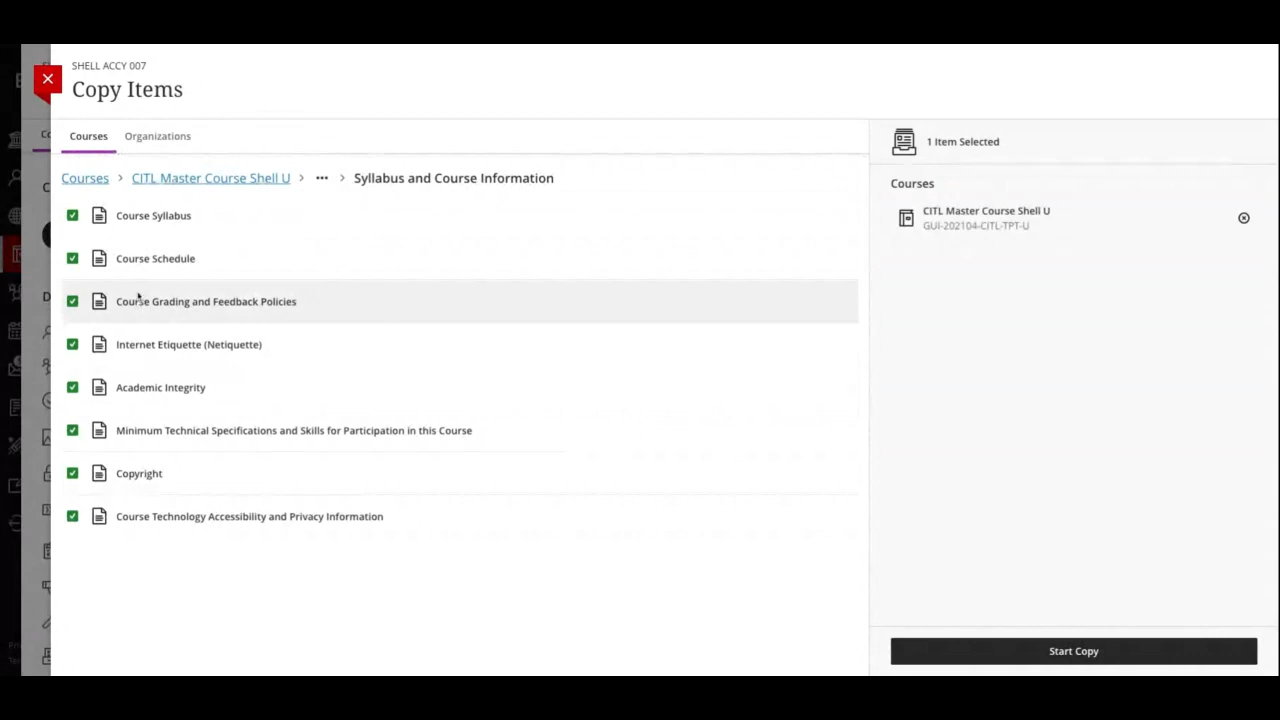 SHELL ACCY 007
Copy Items
Courses Organizations
Courses > CITL Master Course Shell U > ••• > Syllabus and Course Information
Course Syllabus
Course Schedule
Course Grading and Feedback Policies
Internet Etiquette (Netiquette)
Academic Integrity
Minimum Technical Specifications and Skills for Participation in this Course
Copyright
Course Technology Accessibility and Privacy Information
1 Item Selected
Courses
CITL Master Course Shell U
GUI-202104-CITL-TPT-U
Start Copy